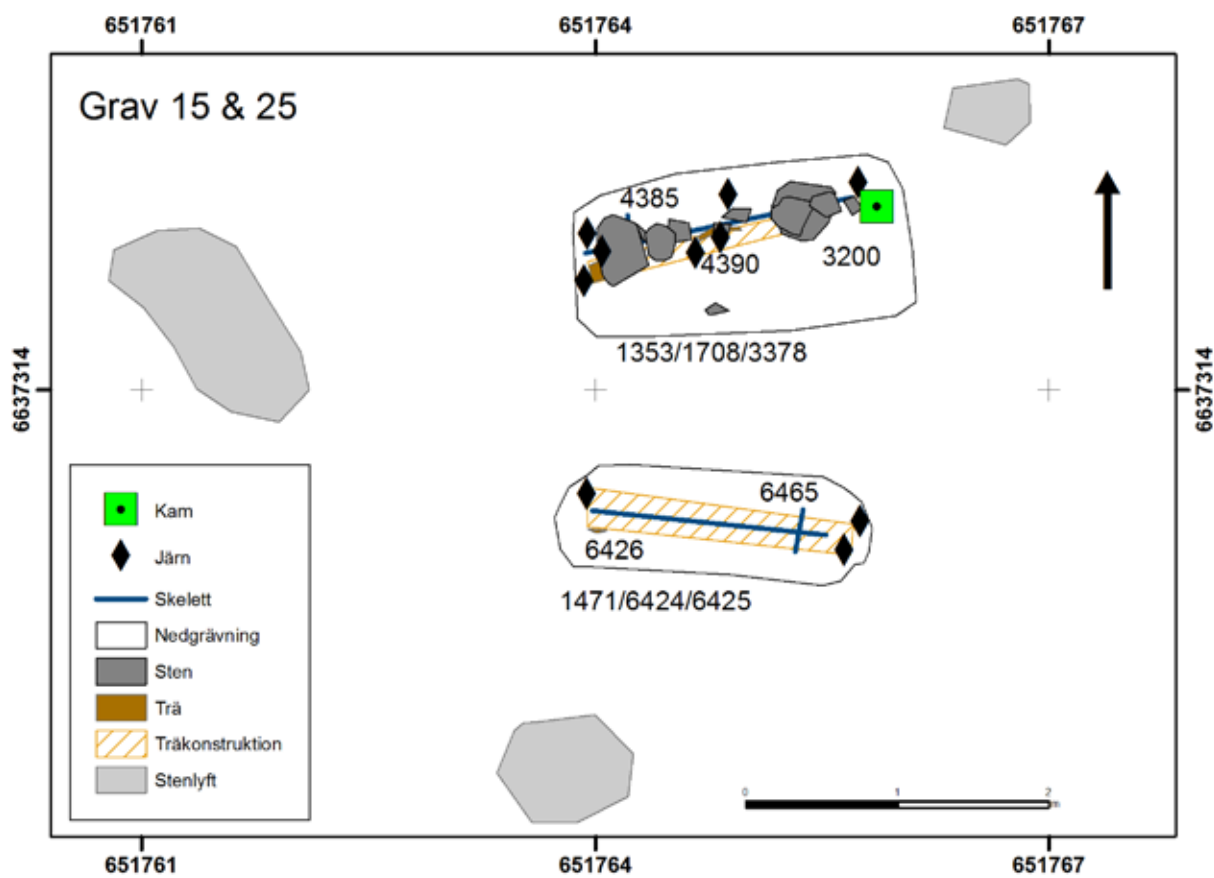 651761 651764 651767
Grav 15 & 25
4385
4390
3200
1353/1708/3378
6637314 6637314
6465
6426
1471/6424/6425
Kam
Järn
Skelett
Nedgrävning
Sten
Trä
Träkonstruktion
Stenlyft
0 1 2
m
651761 651764 651767